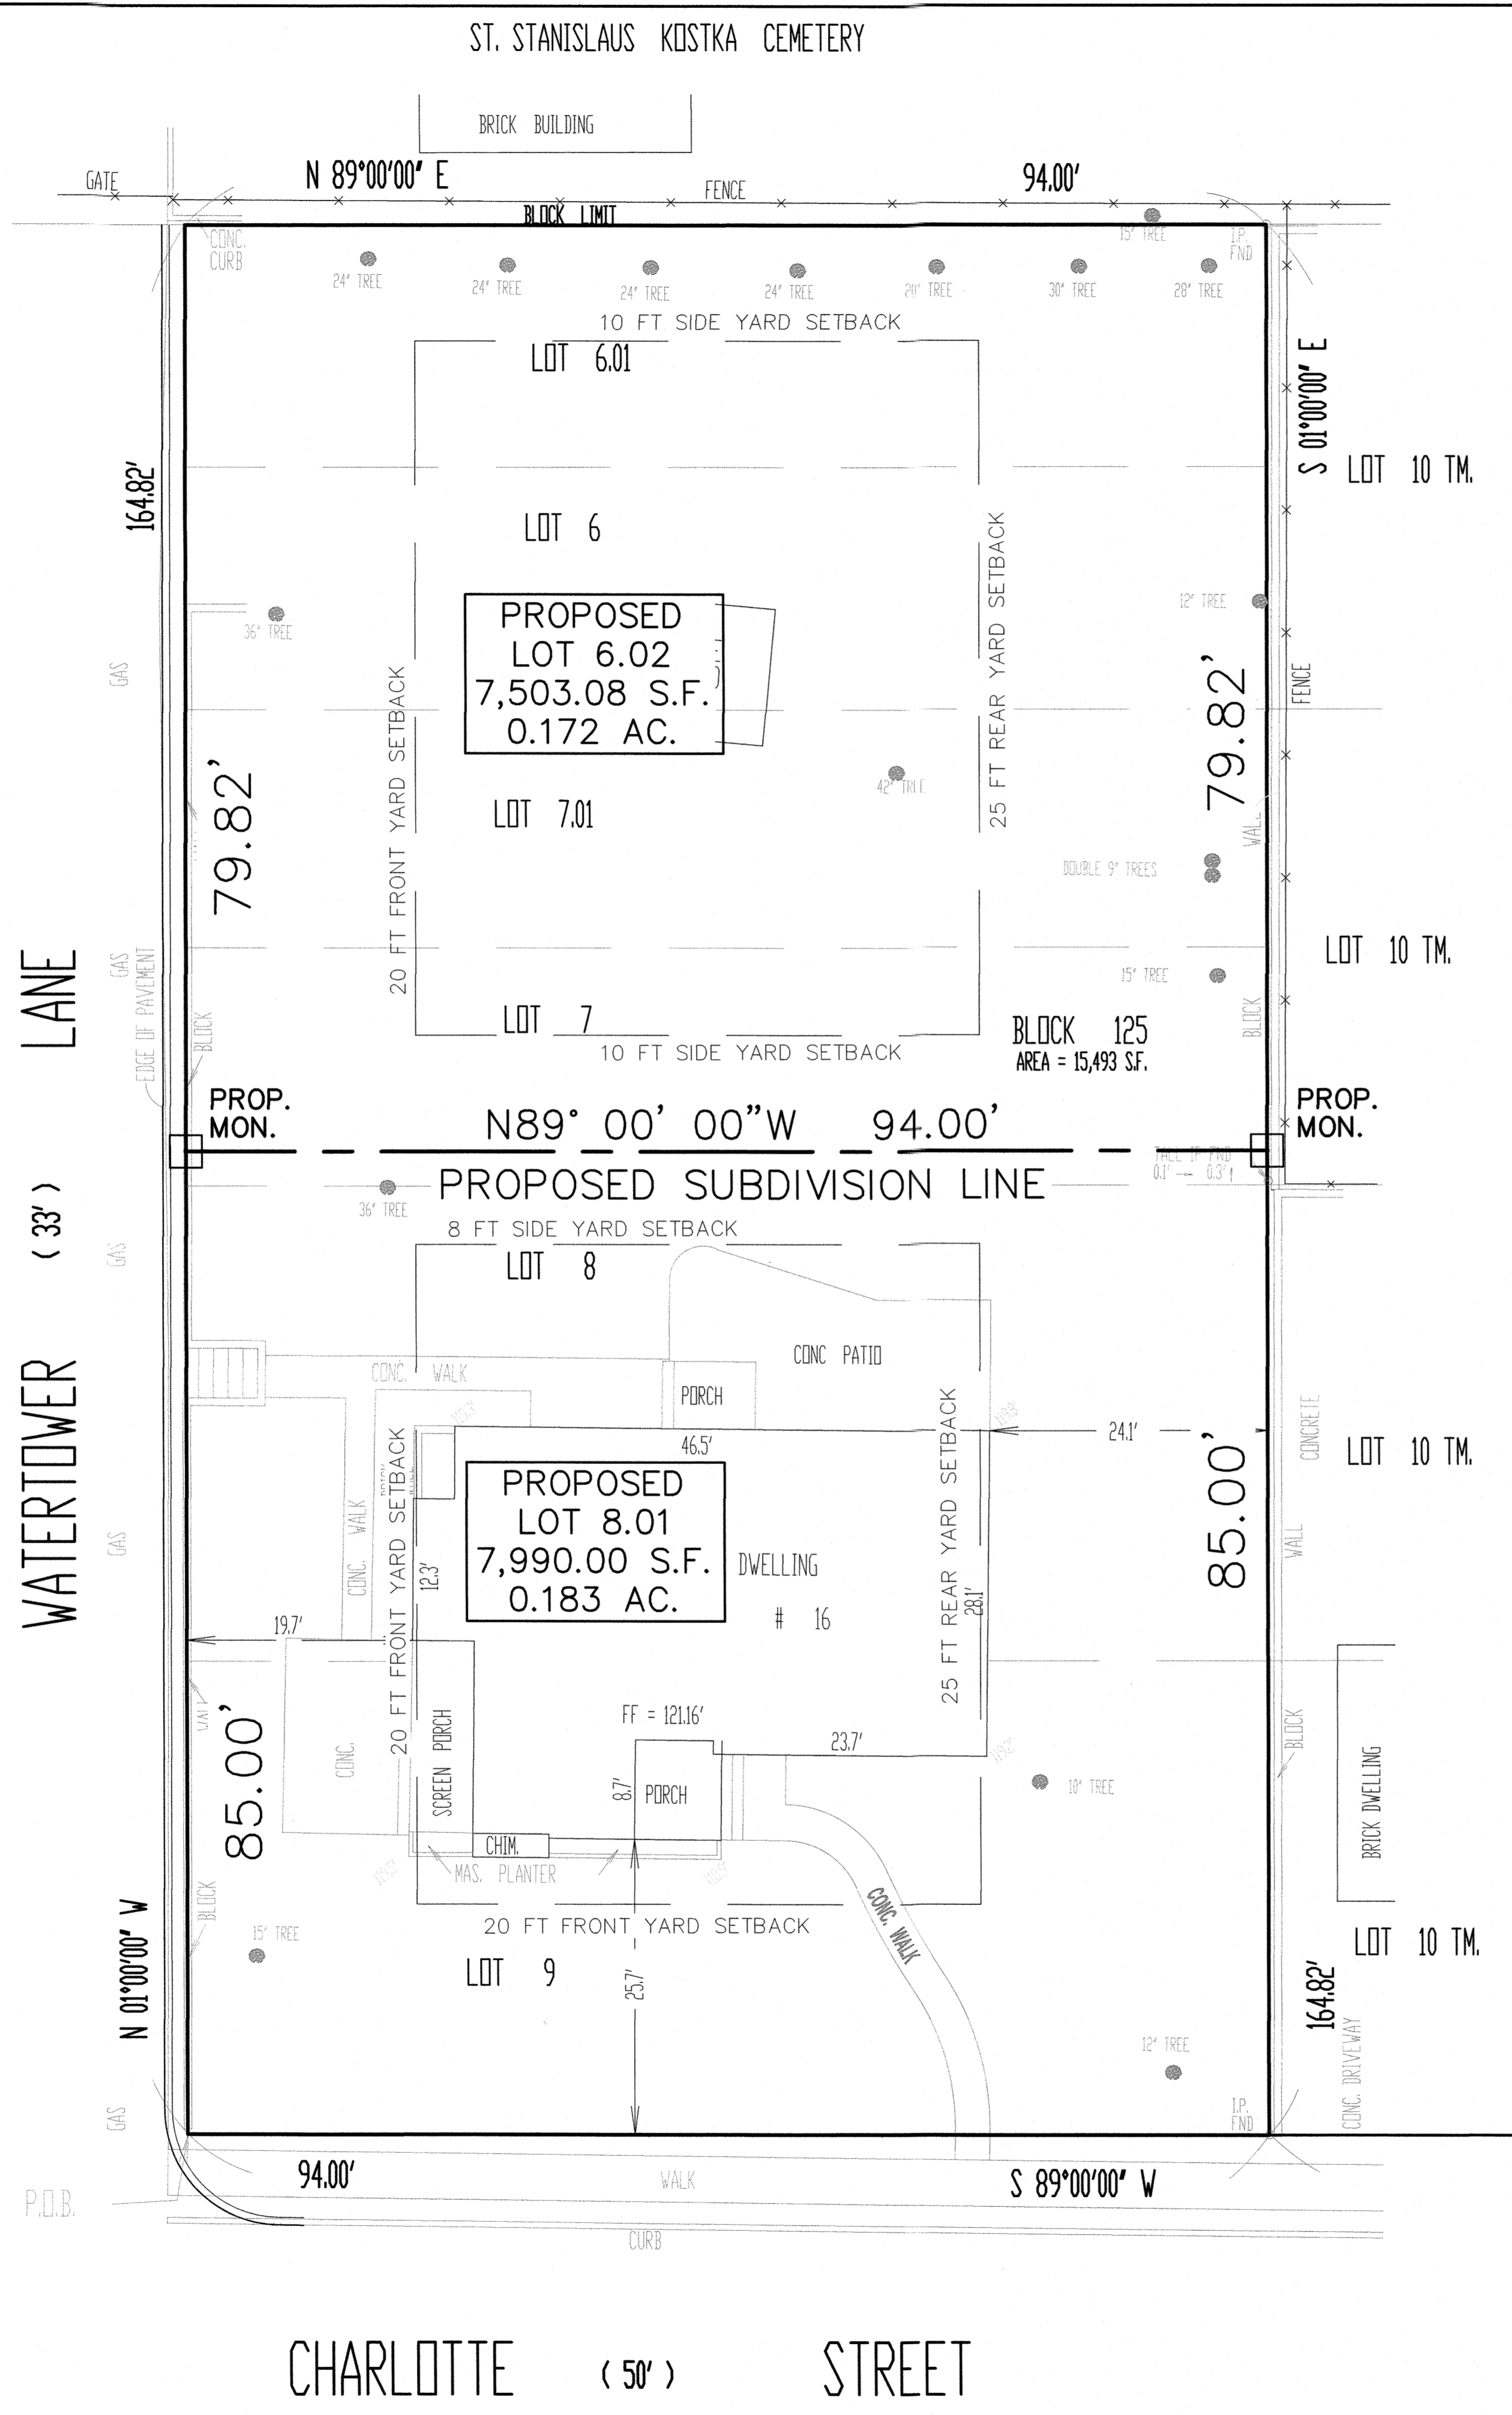 ST. STANISLAUS KOSTKA CEMETERY
BRICK BUILDING
GATE
N 89°00'00" E
FENCE
94.00'
BLOCK LIMIT
CONC.
CURB
15" TREE
I.P.
FND
24" TREE
24" TREE
24" TREE
24" TREE
20" TREE
30" TREE
28" TREE
10 FT SIDE YARD SETBACK
LOT 6.01
S 01°00'00" E
164.82'
LOT 10 TM.
LOT 6
25 FT REAR YARD SETBACK
PROPOSED
LOT 6.02
7,503.08 S.F.
0.172 AC.
12" TREE
36" TREE
GAS
20 FT FRONT YARD SETBACK
79.82'
FENCE
79.82'
42" TREE
LOT 7.01
WALL
DOUBLE 9" TREES
LANE
GAS
EDGE OF PAVEMENT
15" TREE
LOT 10 TM.
BLOCK
LOT 7
BLOCK
BLOCK 125
AREA = 15,493 S.F.
10 FT SIDE YARD SETBACK
PROP.
MON.
N89° 00' 00"W 94.00'
PROP.
MON.
0.1' 0.3'
PROPOSED SUBDIVISION LINE
36" TREE
( 33' )
8 FT SIDE YARD SETBACK
GAS
LOT 8
CONC PATIO
CONC. WALK
PORCH
WATERTOWER
119.3'
119.9'
46.5'
24.1'
CONCRETE
LOT 10 TM.
20 FT FRONT YARD SETBACK
25 FT REAR YARD SETBACK
85.00'
PROPOSED
LOT 8.01
7,990.00 S.F.
0.183 AC.
CONC. WALK
GAS
WALL
12.3'
DWELLING
# 16
28.1'
19.7'
WALL
FF = 121.16'
23.7'
85.00'
CONC.
SCREEN PORCH
8.7'
PORCH
119.2'
10" TREE
BLOCK
BRICK DWELLING
CHIM.
MAS. PLANTER
BLOCK
CONC. WALK
20 FT FRONT YARD SETBACK
15" TREE
N 01°00'00" W
LOT 9
25.7'
LOT 10 TM.
164.82'
12" TREE
CONC. DRIVEWAY
GAS
I.P.
FND
94.00'
WALK
S 89°00'00" W
P.O.B.
CURB
CHARLOTTE ( 50' ) STREET